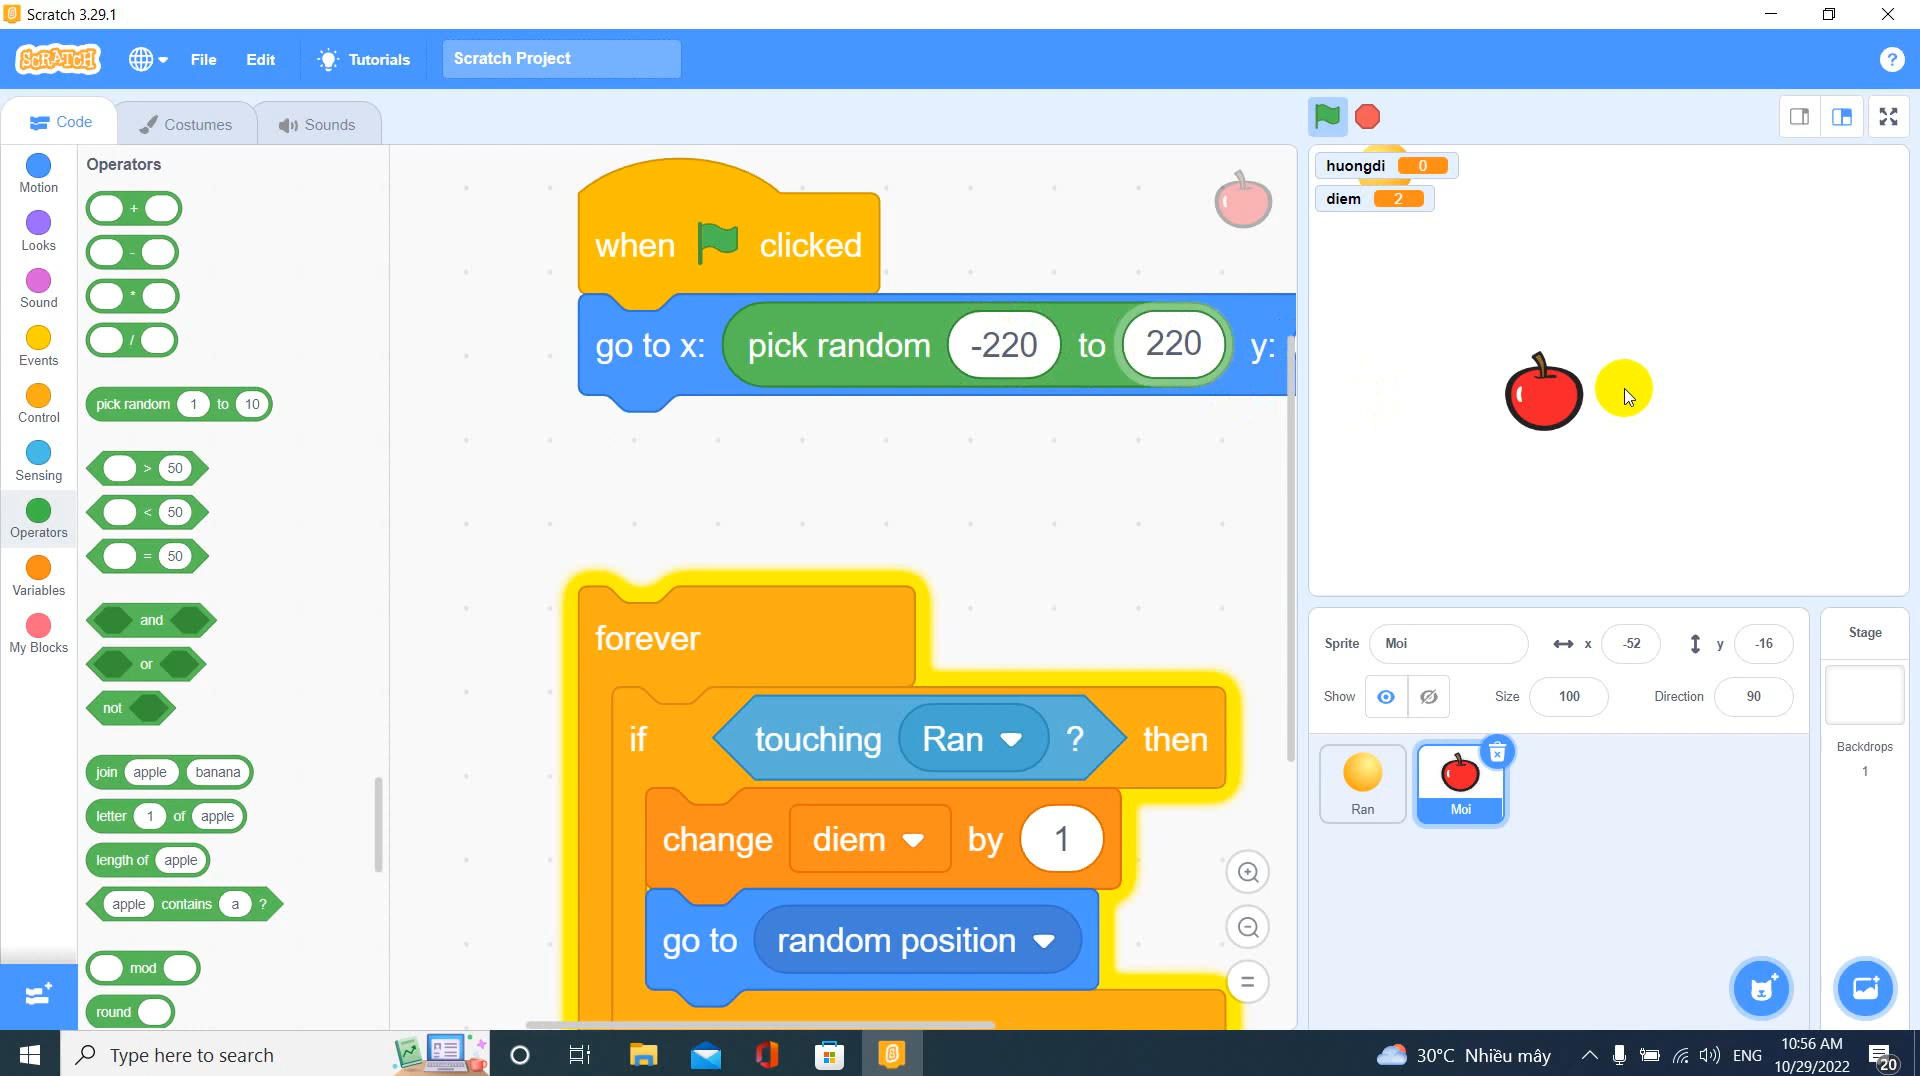 Scratch 3.29.1
SCRATCH
File
Edit
Tutorials
Scratch Project
?
Code
Costumes
Sounds
Motion
Looks
Sound
Events
Control
Sensing
Operators
Variables
My Blocks
Operators
+
-
*
/
pick random 1 to 10
> 50
< 50
= 50
and
or
not
join apple banana
letter 1 of apple
length of apple
apple contains a ?
mod
round
when clicked
go to x: pick random -220 to 220 y:
forever
if touching Ran ? then
change diem by 1
go to random position
huongdi 0
diem 2
Sprite Moi x -52 y -16
Show Size 100 Direction 90
Ran
Moi
Stage
Backdrops
1
Type here to search
30°C Nhiều mây
ENG
10:56 AM
10/29/2022
20